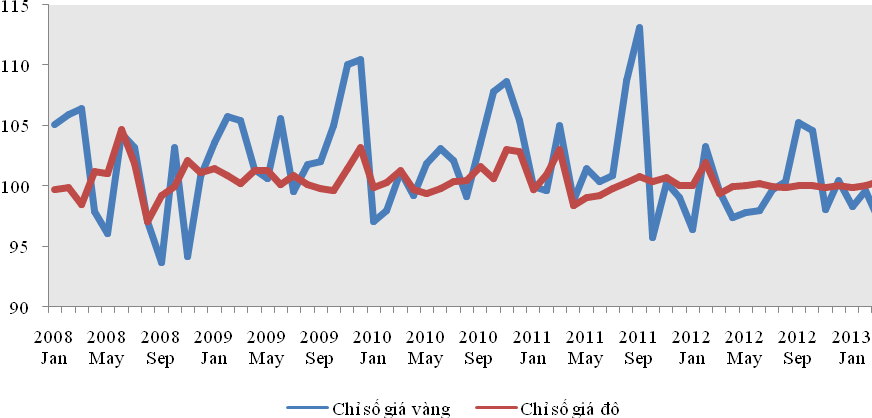 115
110
105
100
95
90
2008 2008 2008 2009 2009 2009 2010 2010 2010 2011 2011 2011 2012 2012 2012 2013
Jan May Sep Jan May Sep Jan May Sep Jan May Sep Jan May Sep Jan
Chỉ số giá vàng Chỉ số giá đô